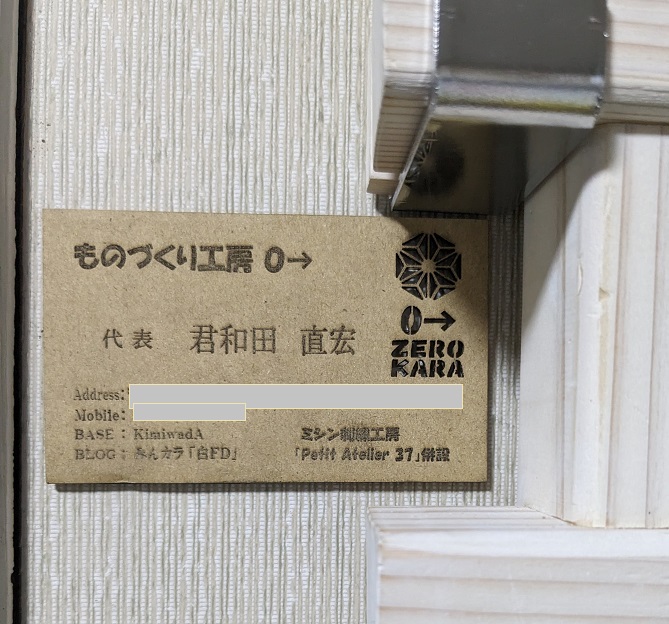 ものづくり工房 0→
代表 君和田 直宏
0→
ZERO
KARA
Address:
Mobile:
BASE : KimiwadA
BLOG : みんカラ「白FD」
ミシン刺繍工房
「Petit Atelier 37」併設